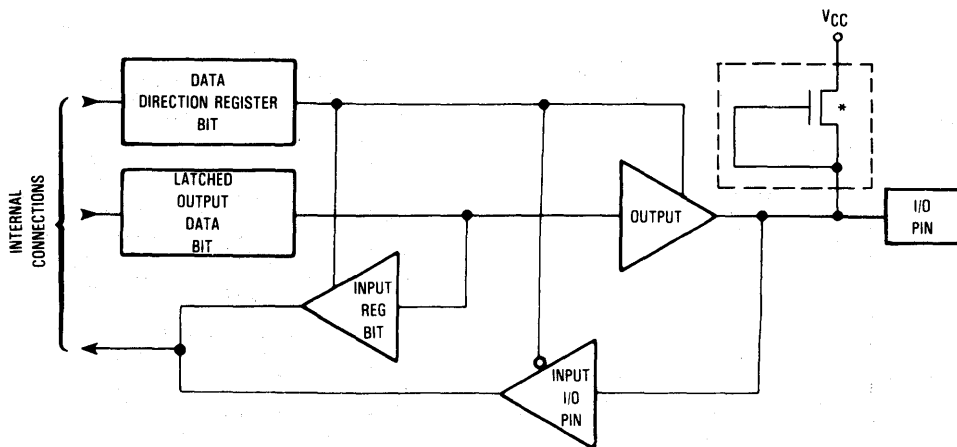 VCC
DATA
DIRECTION REGISTER
BIT
*
INTERNAL
CONNECTIONS
LATCHED
OUTPUT
DATA
BIT
OUTPUT
I/O
PIN
INPUT
REG
BIT
INPUT
I/O
PIN